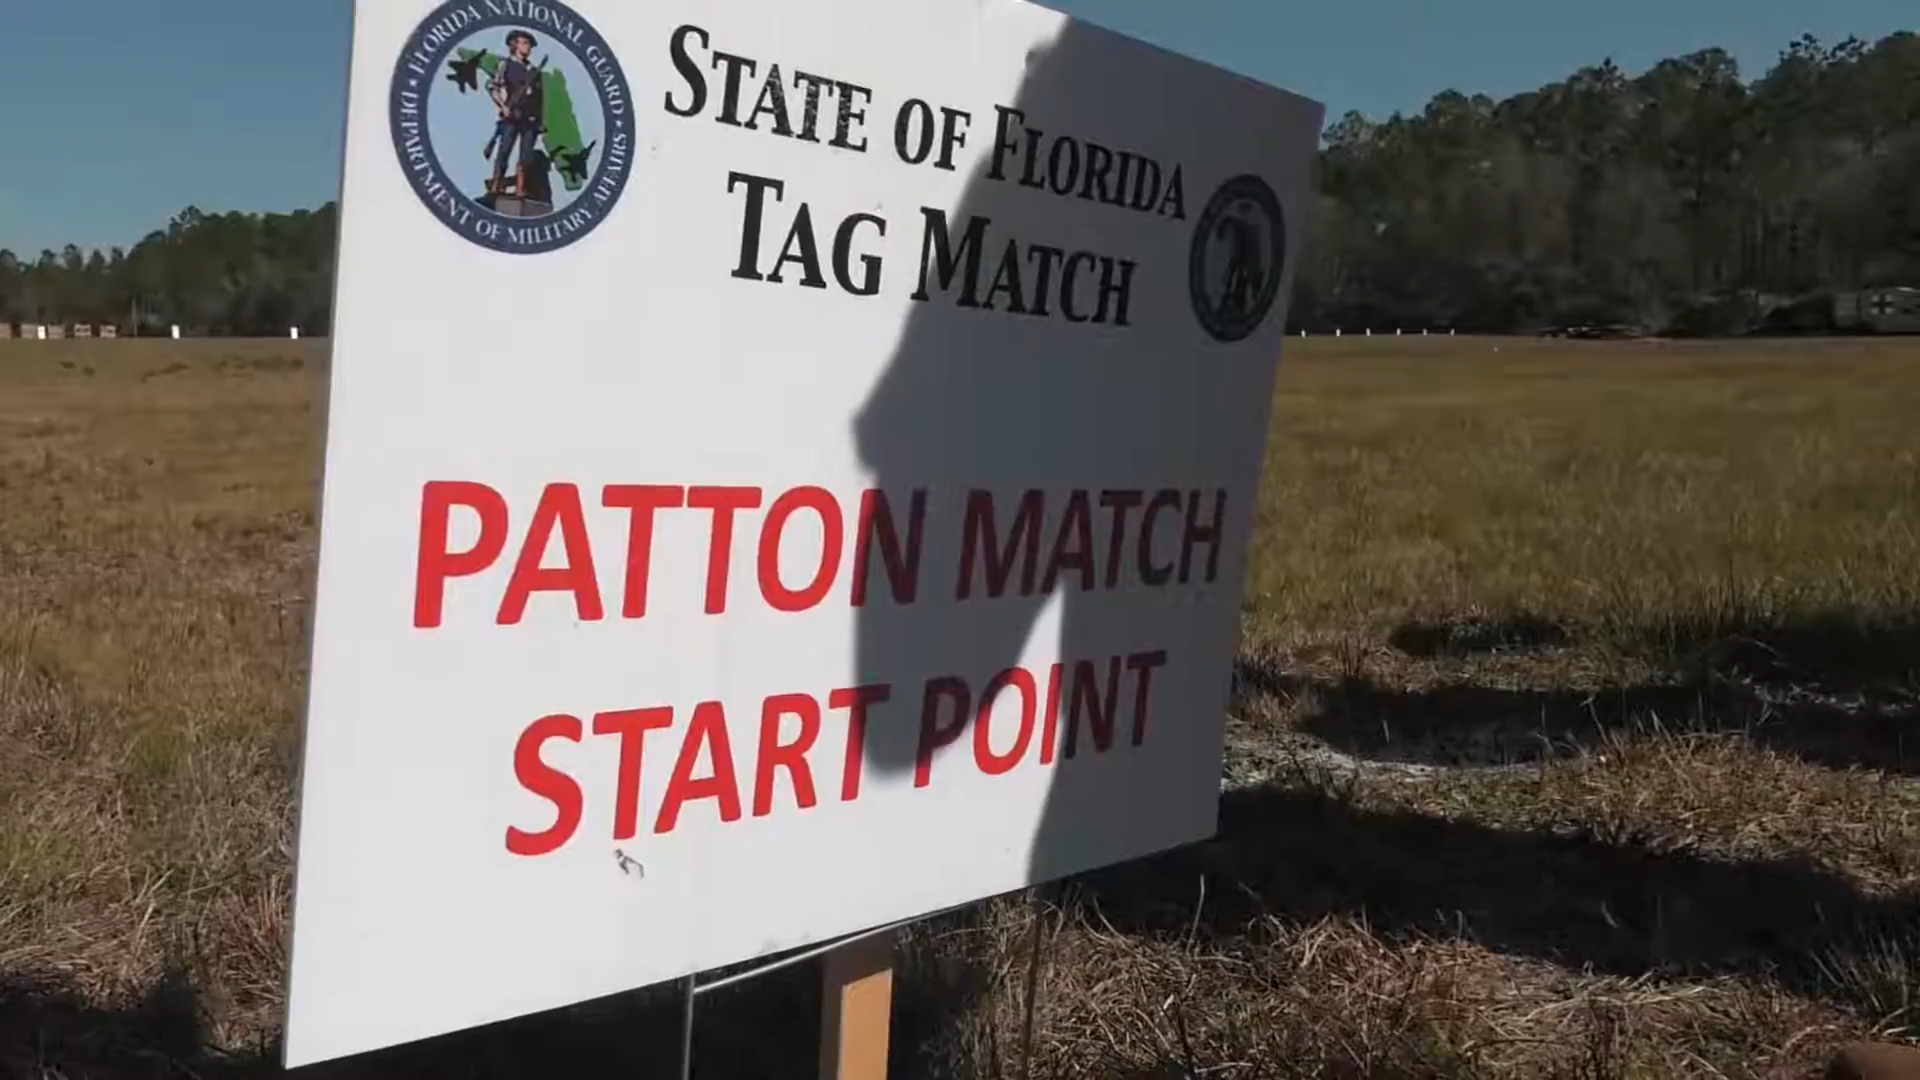 FLORIDA NATIONAL GUARD
DEPARTMENT OF MILITARY AFFAIRS
STATE OF FLORIDA
TAG MATCH
PATTON MATCH
START POINT